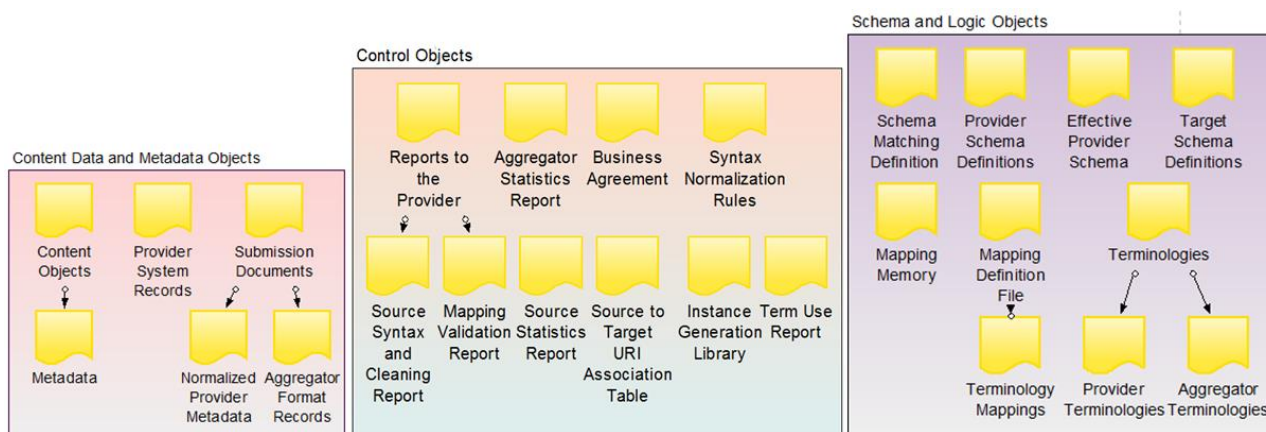 Content Data and Metadata Objects
Content
Objects
Provider
System
Records
Submission
Documents
Metadata
Normalized
Provider
Metadata
Aggregator
Format
Records
Control Objects
Reports to
the
Provider
Aggregator
Statistics
Report
Business
Agreement
Syntax
Normalization
Rules
Source
Syntax
and
Cleaning
Report
Mapping
Validation
Report
Source
Statistics
Report
Source to
Target
URI
Association
Table
Instance
Generation
Library
Term Use
Report
Schema and Logic Objects
Schema
Matching
Definition
Provider
Schema
Definitions
Effective
Provider
Schema
Target
Schema
Definitions
Mapping
Memory
Mapping
Definition
File
Terminologies
Terminology
Mappings
Provider
Terminologies
Aggregator
Terminologies